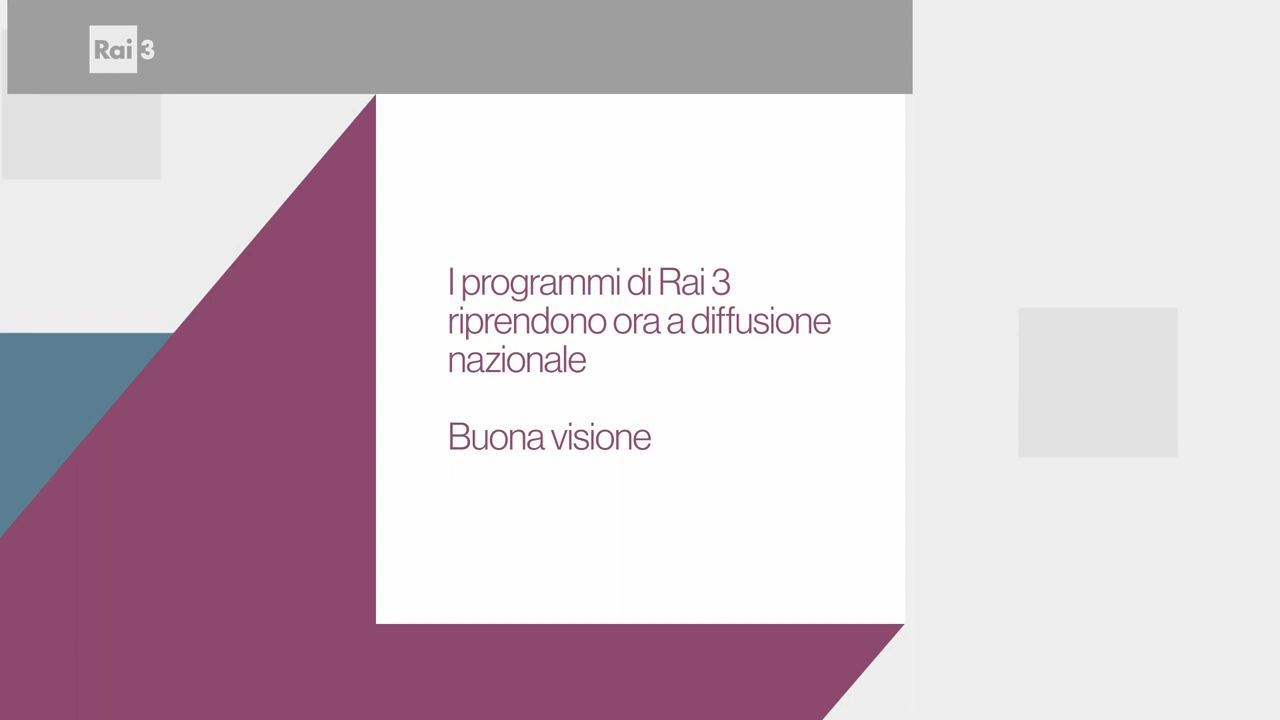 Rai 3
I programmi di Rai 3
riprendono ora a diffusione
nazionale
Buona visione